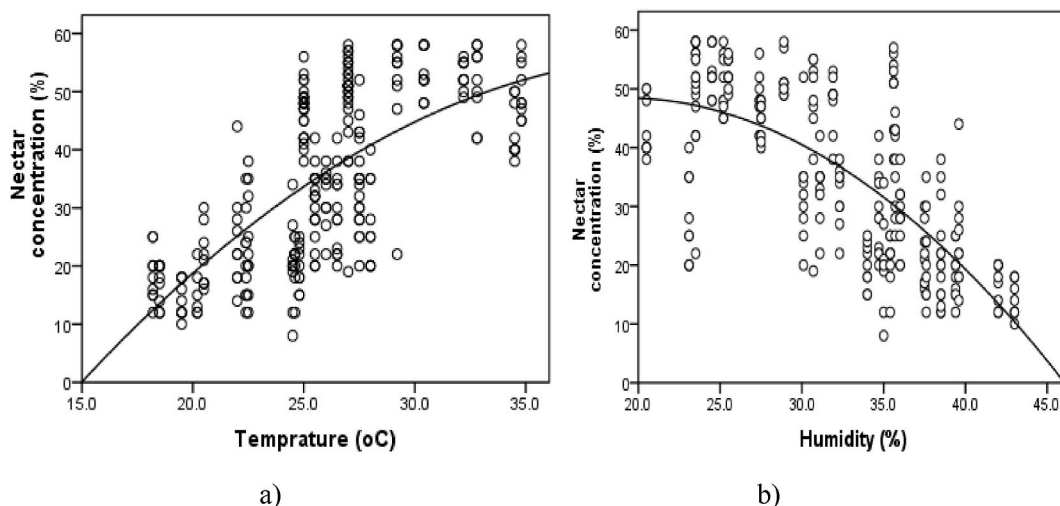 60
50
40
30
20
10
0
Nectar
concentration (%)
15.0 20.0 25.0 30.0 35.0
Temprature (oC)
a)
60
50
40
30
20
10
0
Nectar
concentration (%)
20.0 25.0 30.0 35.0 40.0 45.0
Humidity (%)
b)